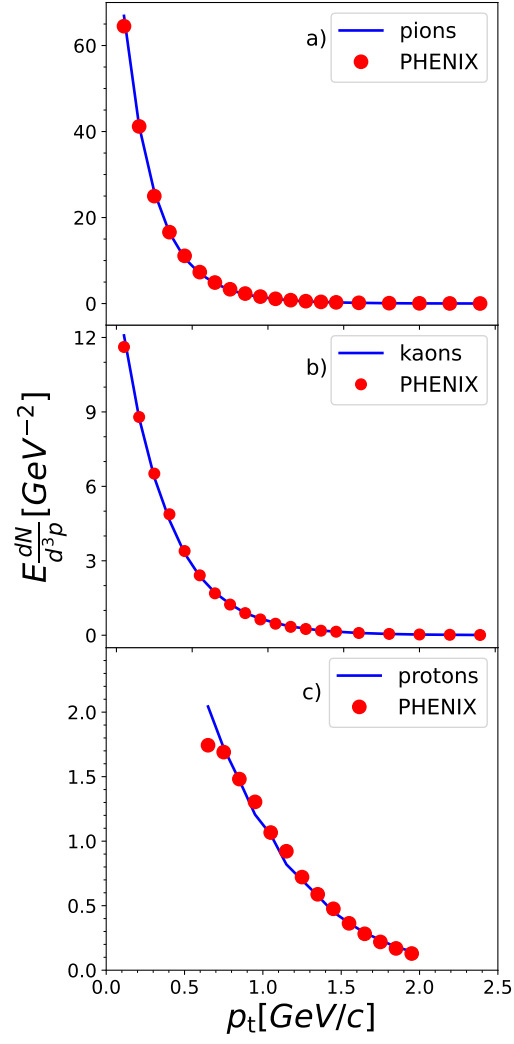 a)
pions
PHENIX
60
40
20
0
b)
kaons
PHENIX
12
9
6
3
0
E dN/d³p [GeV⁻²]
c)
protons
PHENIX
2.0
1.5
1.0
0.5
0.0
0.0 0.5 1.0 1.5 2.0 2.5
pₜ[GeV/c]